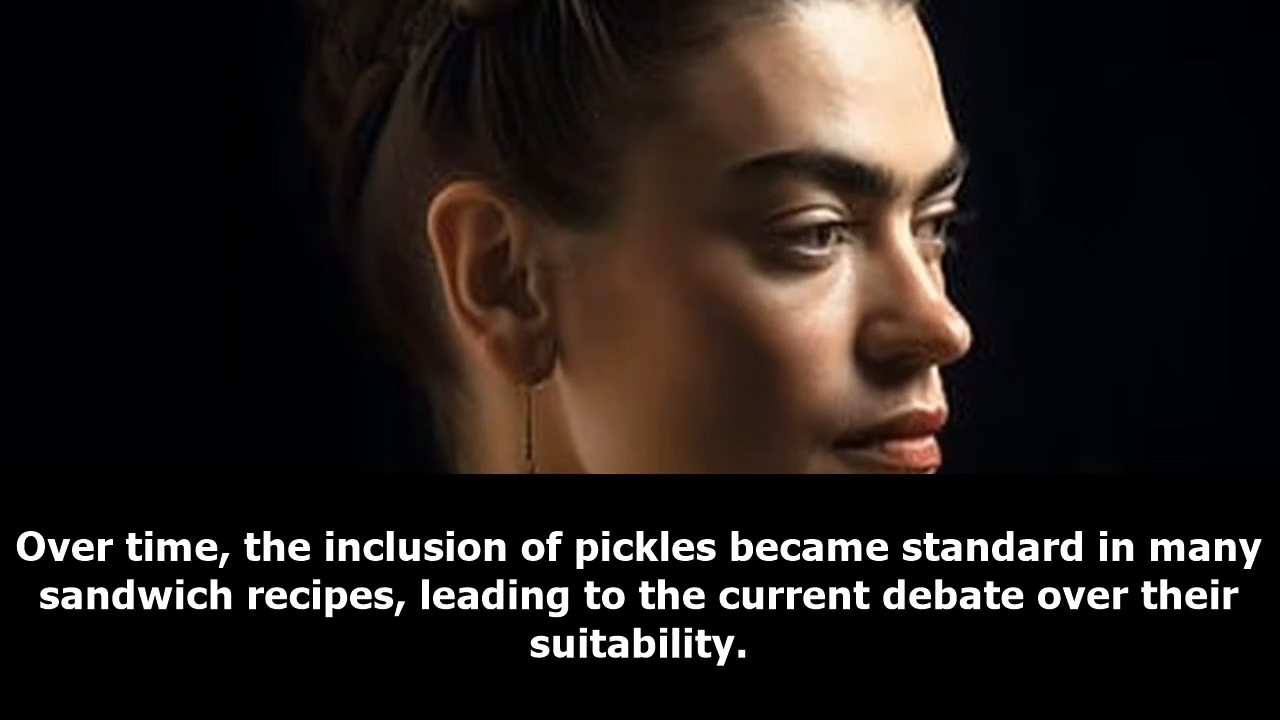 Over time, the inclusion of pickles became standard in many
sandwich recipes, leading to the current debate over their
suitability.